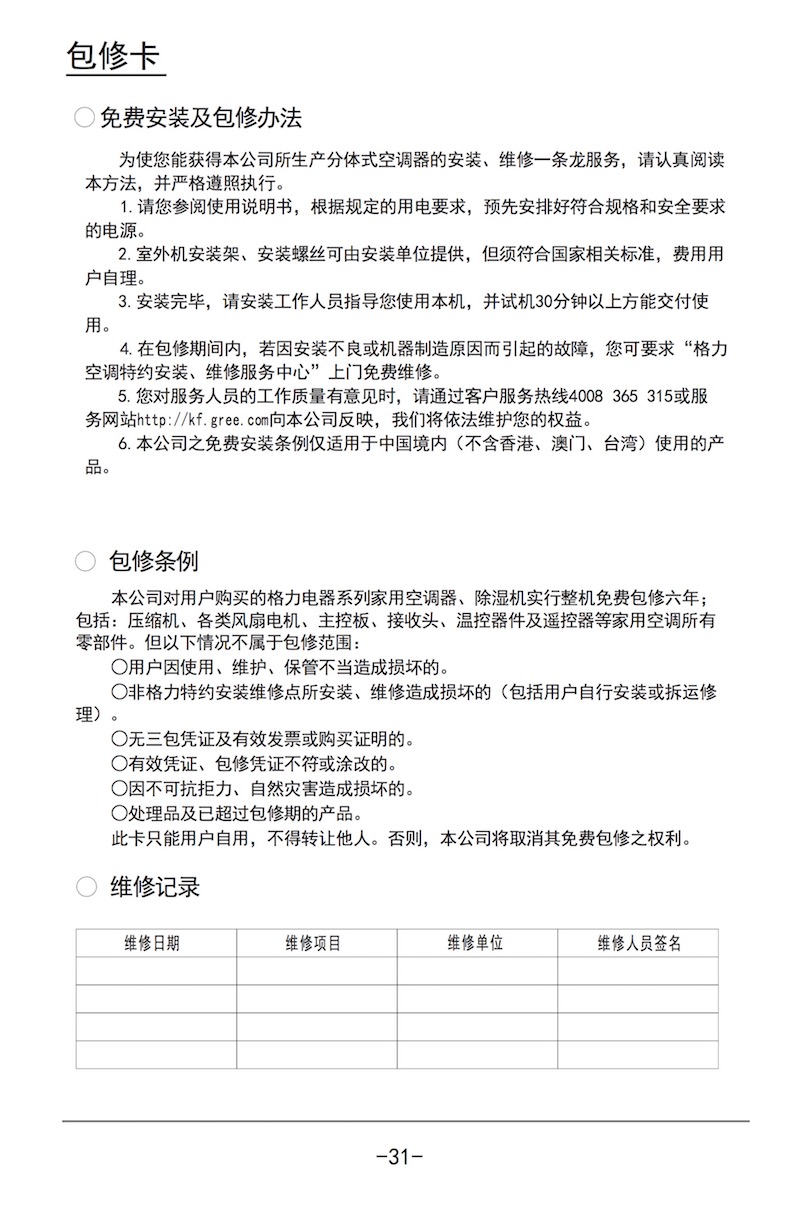 包修卡
○免费安装及包修办法
为使您能获得本公司所生产分体式空调器的安装、维修一条龙服务，请认真阅读
本方法，并严格遵照执行。
1. 请您参阅使用说明书，根据规定的用电要求，预先安排好符合规格和安全要求
的电源。
2. 室外机安装架、安装螺丝可由安装单位提供，但须符合国家相关标准，费用用
户自理。
3. 安装完毕，请安装工作人员指导您使用本机，并试机30分钟以上方能交付使
用。
4. 在包修期间内，若因安装不良或机器制造原因而引起的故障，您可要求“格力
空调特约安装、维修服务中心”上门免费维修。
5. 您对服务人员的工作质量有意见时，请通过客户服务热线4008 365 315或服
务网站http://kf.gree.com向本公司反映，我们将依法维护您的权益。
6. 本公司之免费安装条例仅适用于中国境内（不含香港、澳门、台湾）使用的产
品。
○ 包修条例
本公司对用户购买的格力电器系列家用空调器、除湿机实行整机免费包修六年；
包括：压缩机、各类风扇电机、主控板、接收头、温控器件及遥控器等家用空调所有
零部件。但以下情况不属于包修范围：
○用户因使用、维护、保管不当造成损坏的。
○非格力特约安装维修点所安装、维修造成损坏的（包括用户自行安装或拆运修
理）。
○无三包凭证及有效发票或购买证明的。
○有效凭证、包修凭证不符或涂改的。
○因不可抗拒力、自然灾害造成损坏的。
○处理品及已超过包修期的产品。
此卡只能用户自用，不得转让他人。否则，本公司将取消其免费包修之权利。
○ 维修记录
维修日期 维修项目 维修单位 维修人员签名
-31-